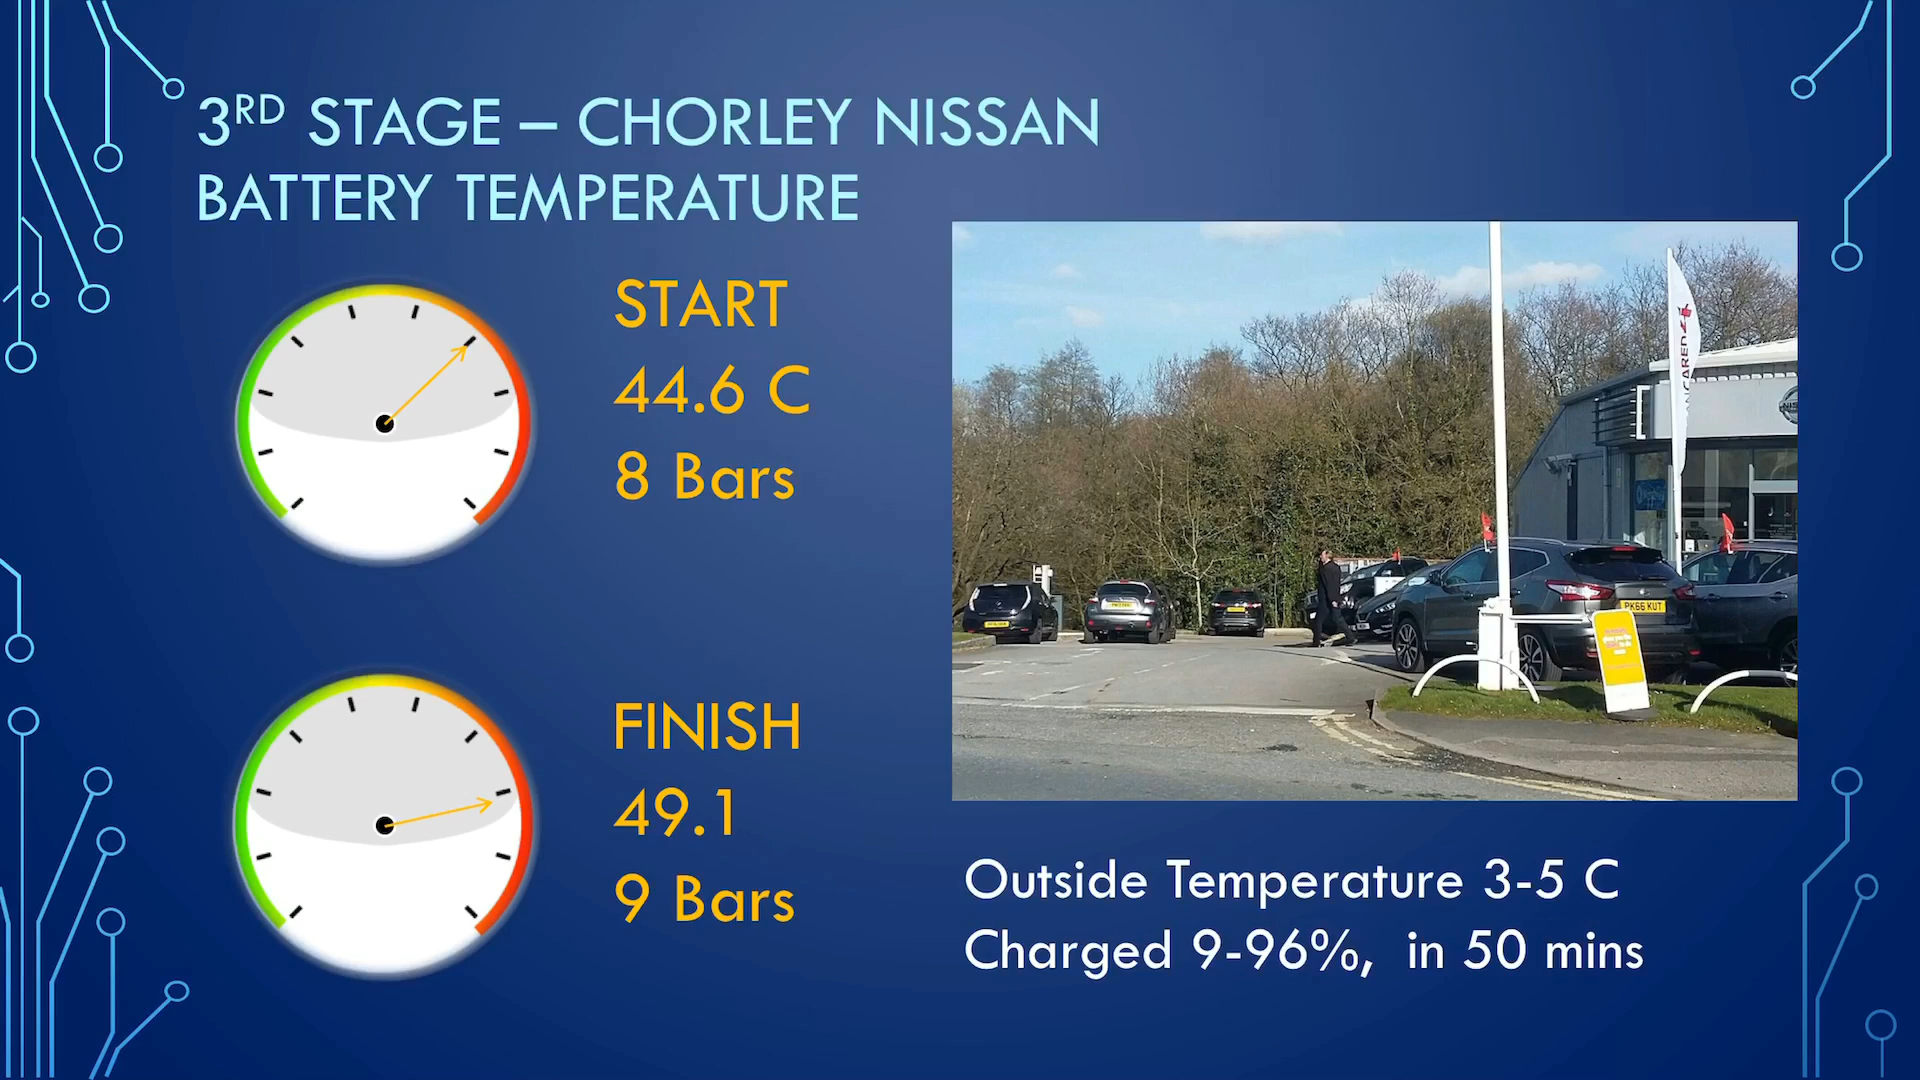 3RD STAGE – CHORLEY NISSAN
BATTERY TEMPERATURE
START
44.6 C
8 Bars
FINISH
49.1
9 Bars
PK66 KUT
Outside Temperature 3-5 C
Charged 9-96%, in 50 mins